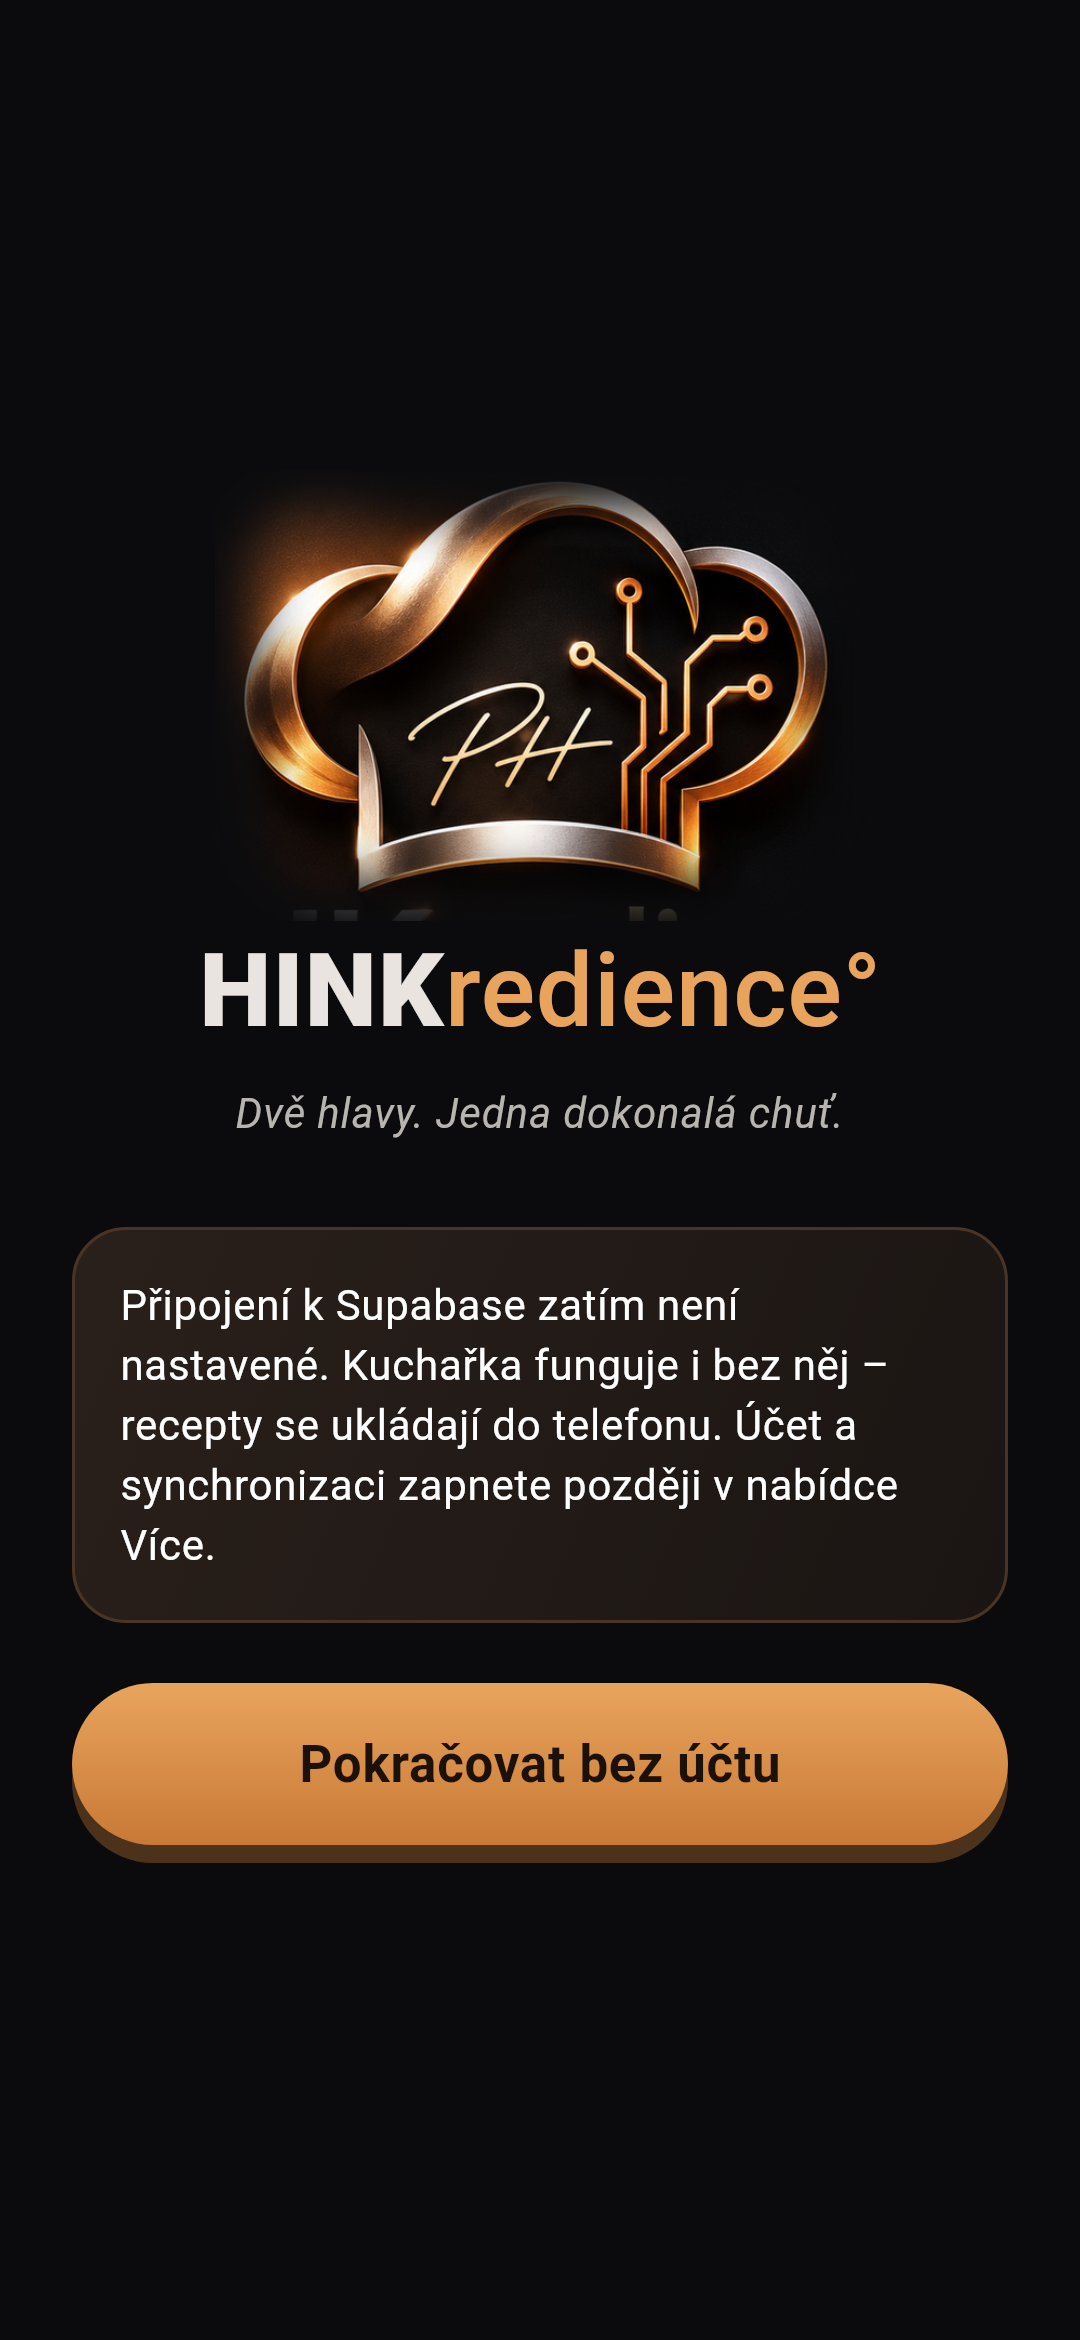 PH
HINKredience°
Dvě hlavy. Jedna dokonalá chuť.
Připojení k Supabase zatím není
nastavené. Kuchařka funguje i bez něj –
recepty se ukládají do telefonu. Účet a
synchronizaci zapnete později v nabídce
Více.
Pokračovat bez účtu